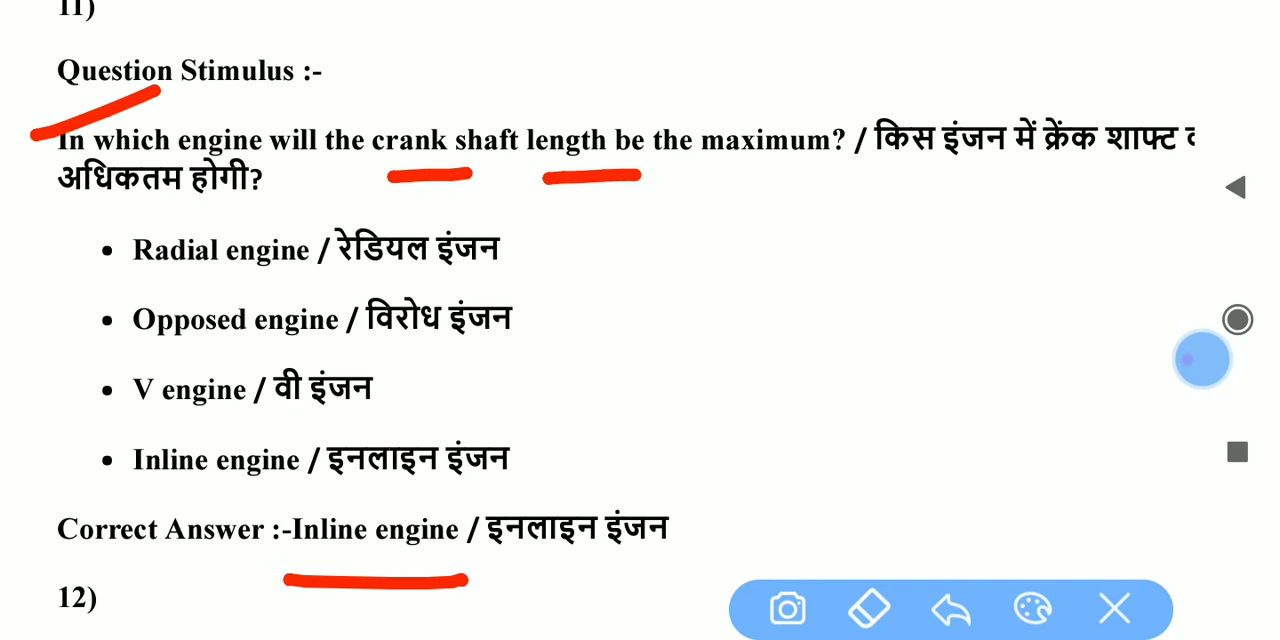 11)
Question Stimulus :-
In which engine will the crank shaft length be the maximum? / किस इंजन में क्रेंक शाफ्ट
अधिकतम होगी?
• Radial engine / रेडियल इंजन
• Opposed engine / विरोध इंजन
• V engine / वी इंजन
• Inline engine / इनलाइन इंजन
Correct Answer :-Inline engine / इनलाइन इंजन
12)